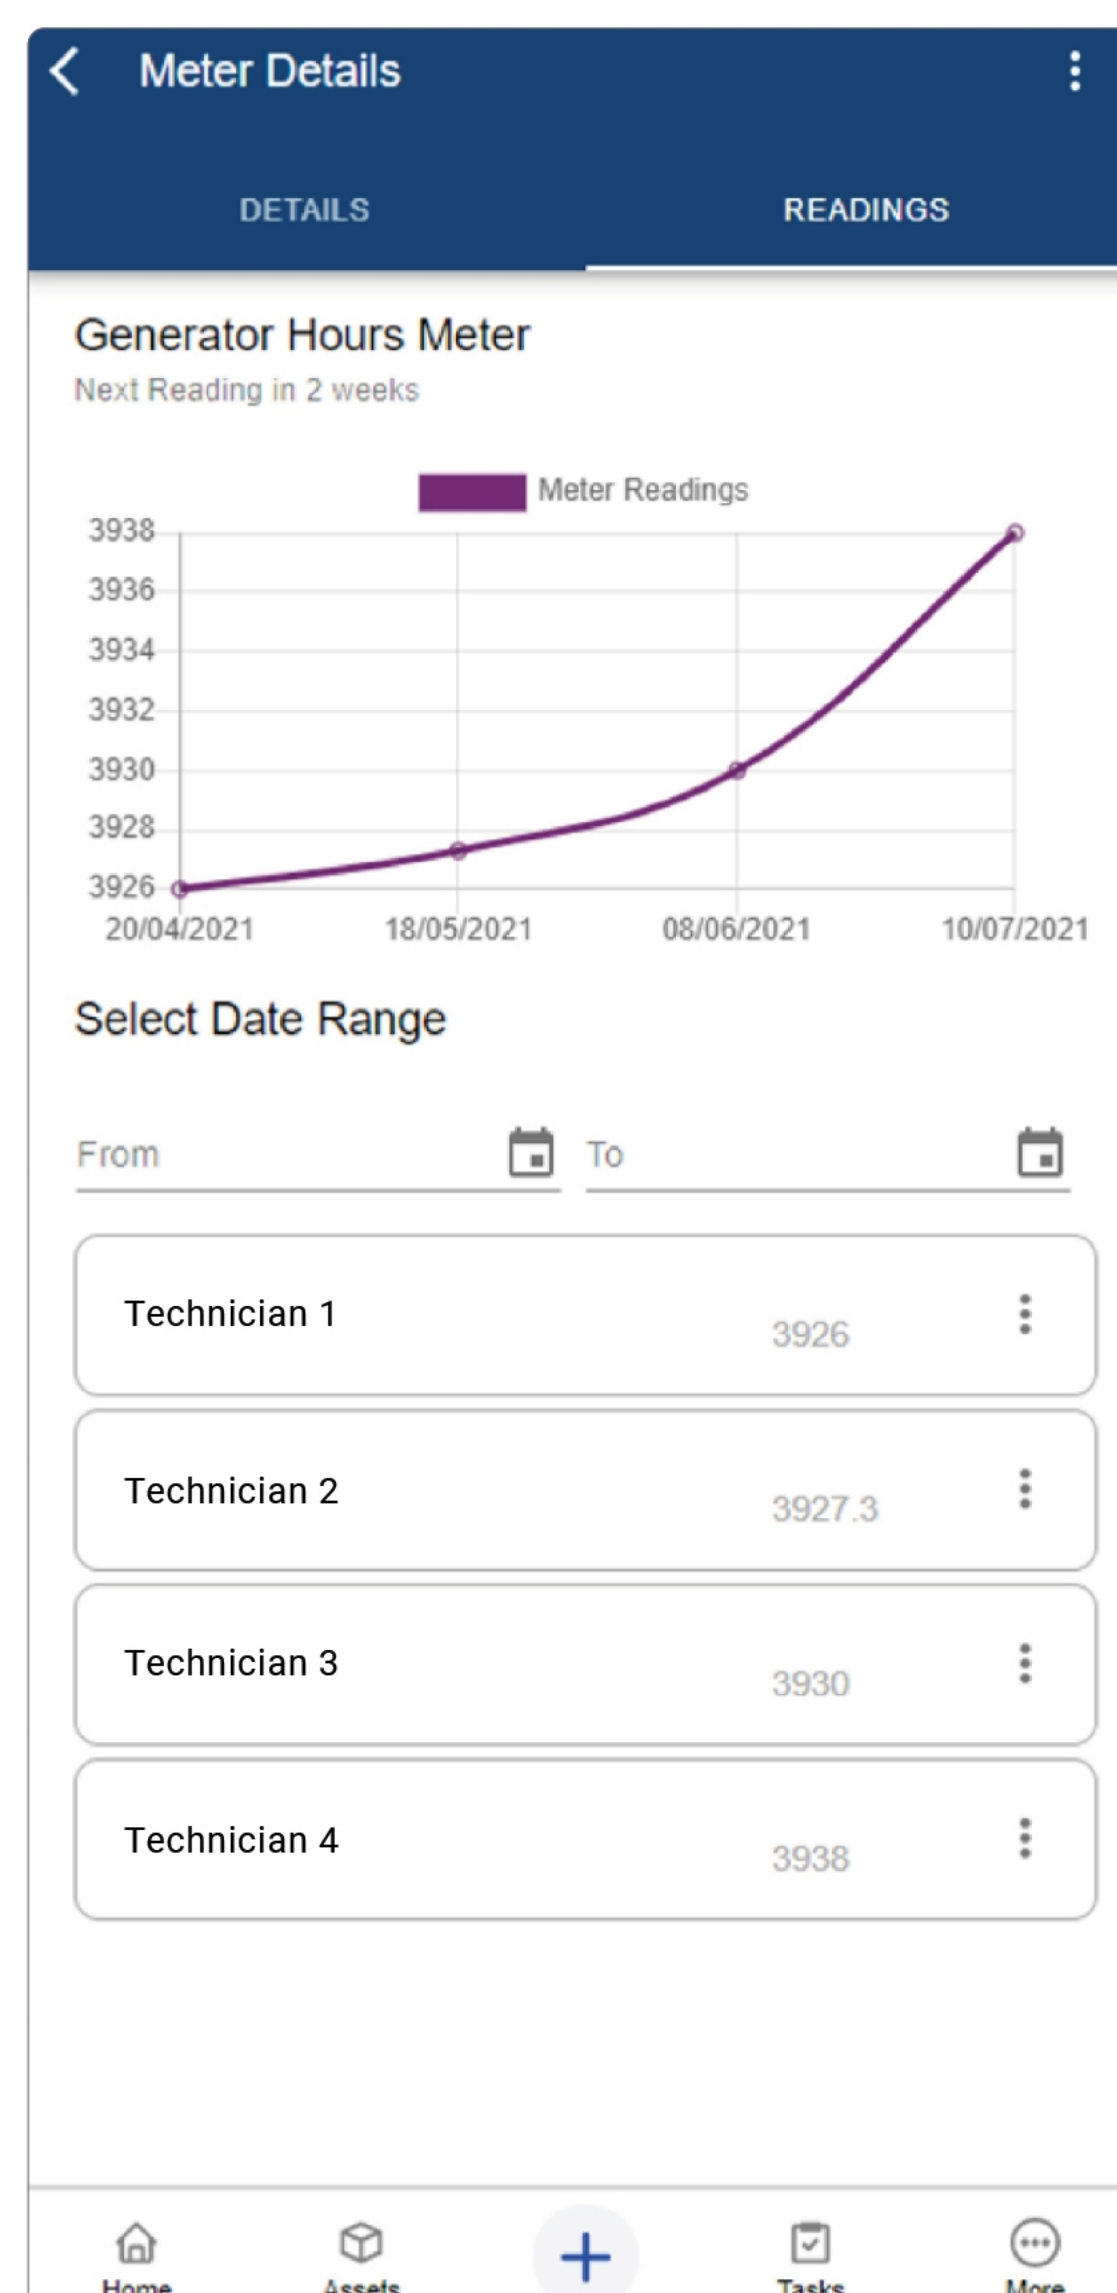 Meter Details
DETAILS READINGS
Generator Hours Meter
Next Reading in 2 weeks
Meter Readings
3938
3936
3934
3932
3930
3928
3926
20/04/2021 18/05/2021 08/06/2021 10/07/2021
Select Date Range
From To
Technician 1 3926
Technician 2 3927.3
Technician 3 3930
Technician 4 3938
Home Assets Tasks More